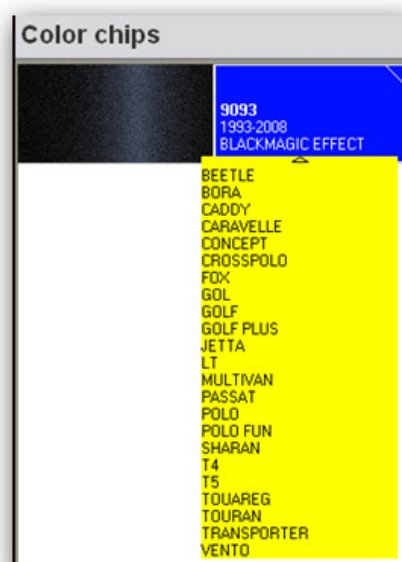 Color chips
9093
1993-2008
BLACKMAGIC EFFECT
BEETLE
BORA
CADDY
CARAVELLE
CONCEPT
CROSSPOLO
FOX
GOL
GOLF
GOLF PLUS
JETTA
LT
MULTIVAN
PASSAT
POLO
POLO FUN
SHARAN
T4
T5
TOUAREG
TOURAN
TRANSPORTER
VENTO